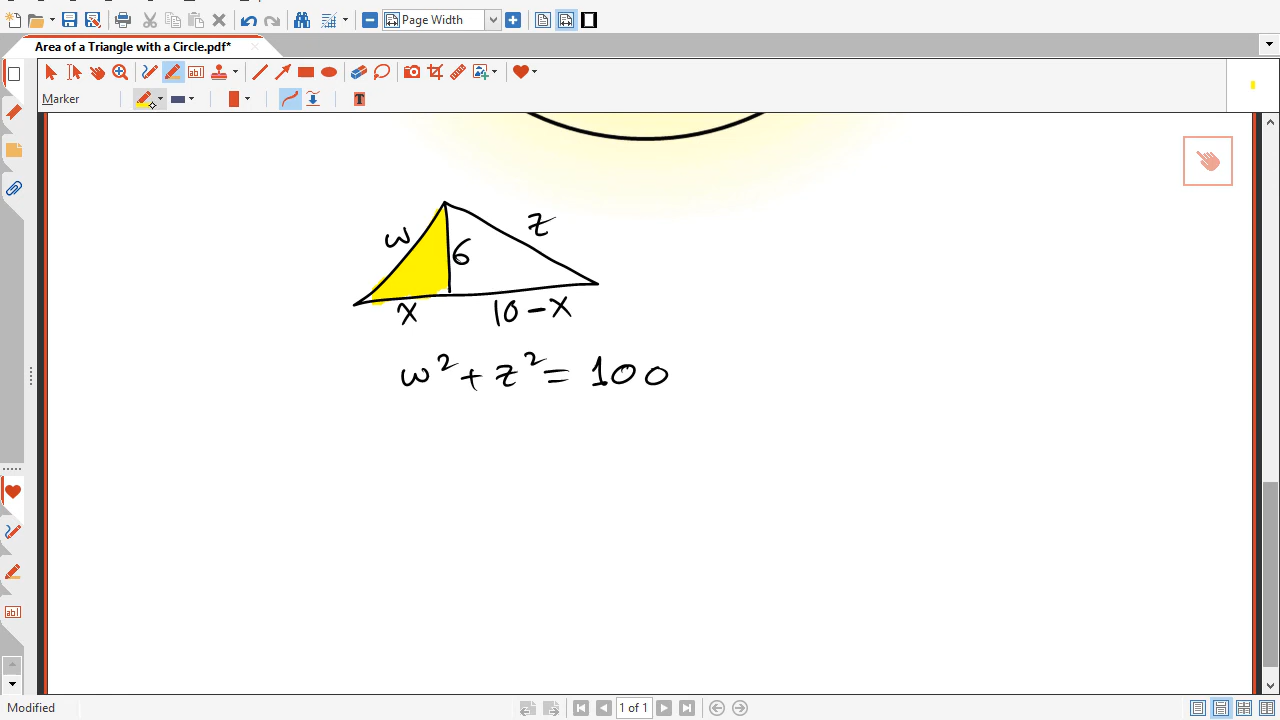 Page Width
Area of a Triangle with a Circle.pdf*
Marker
w
z
6
x
10 - x
w² + z² = 100
Modified
1 of 1